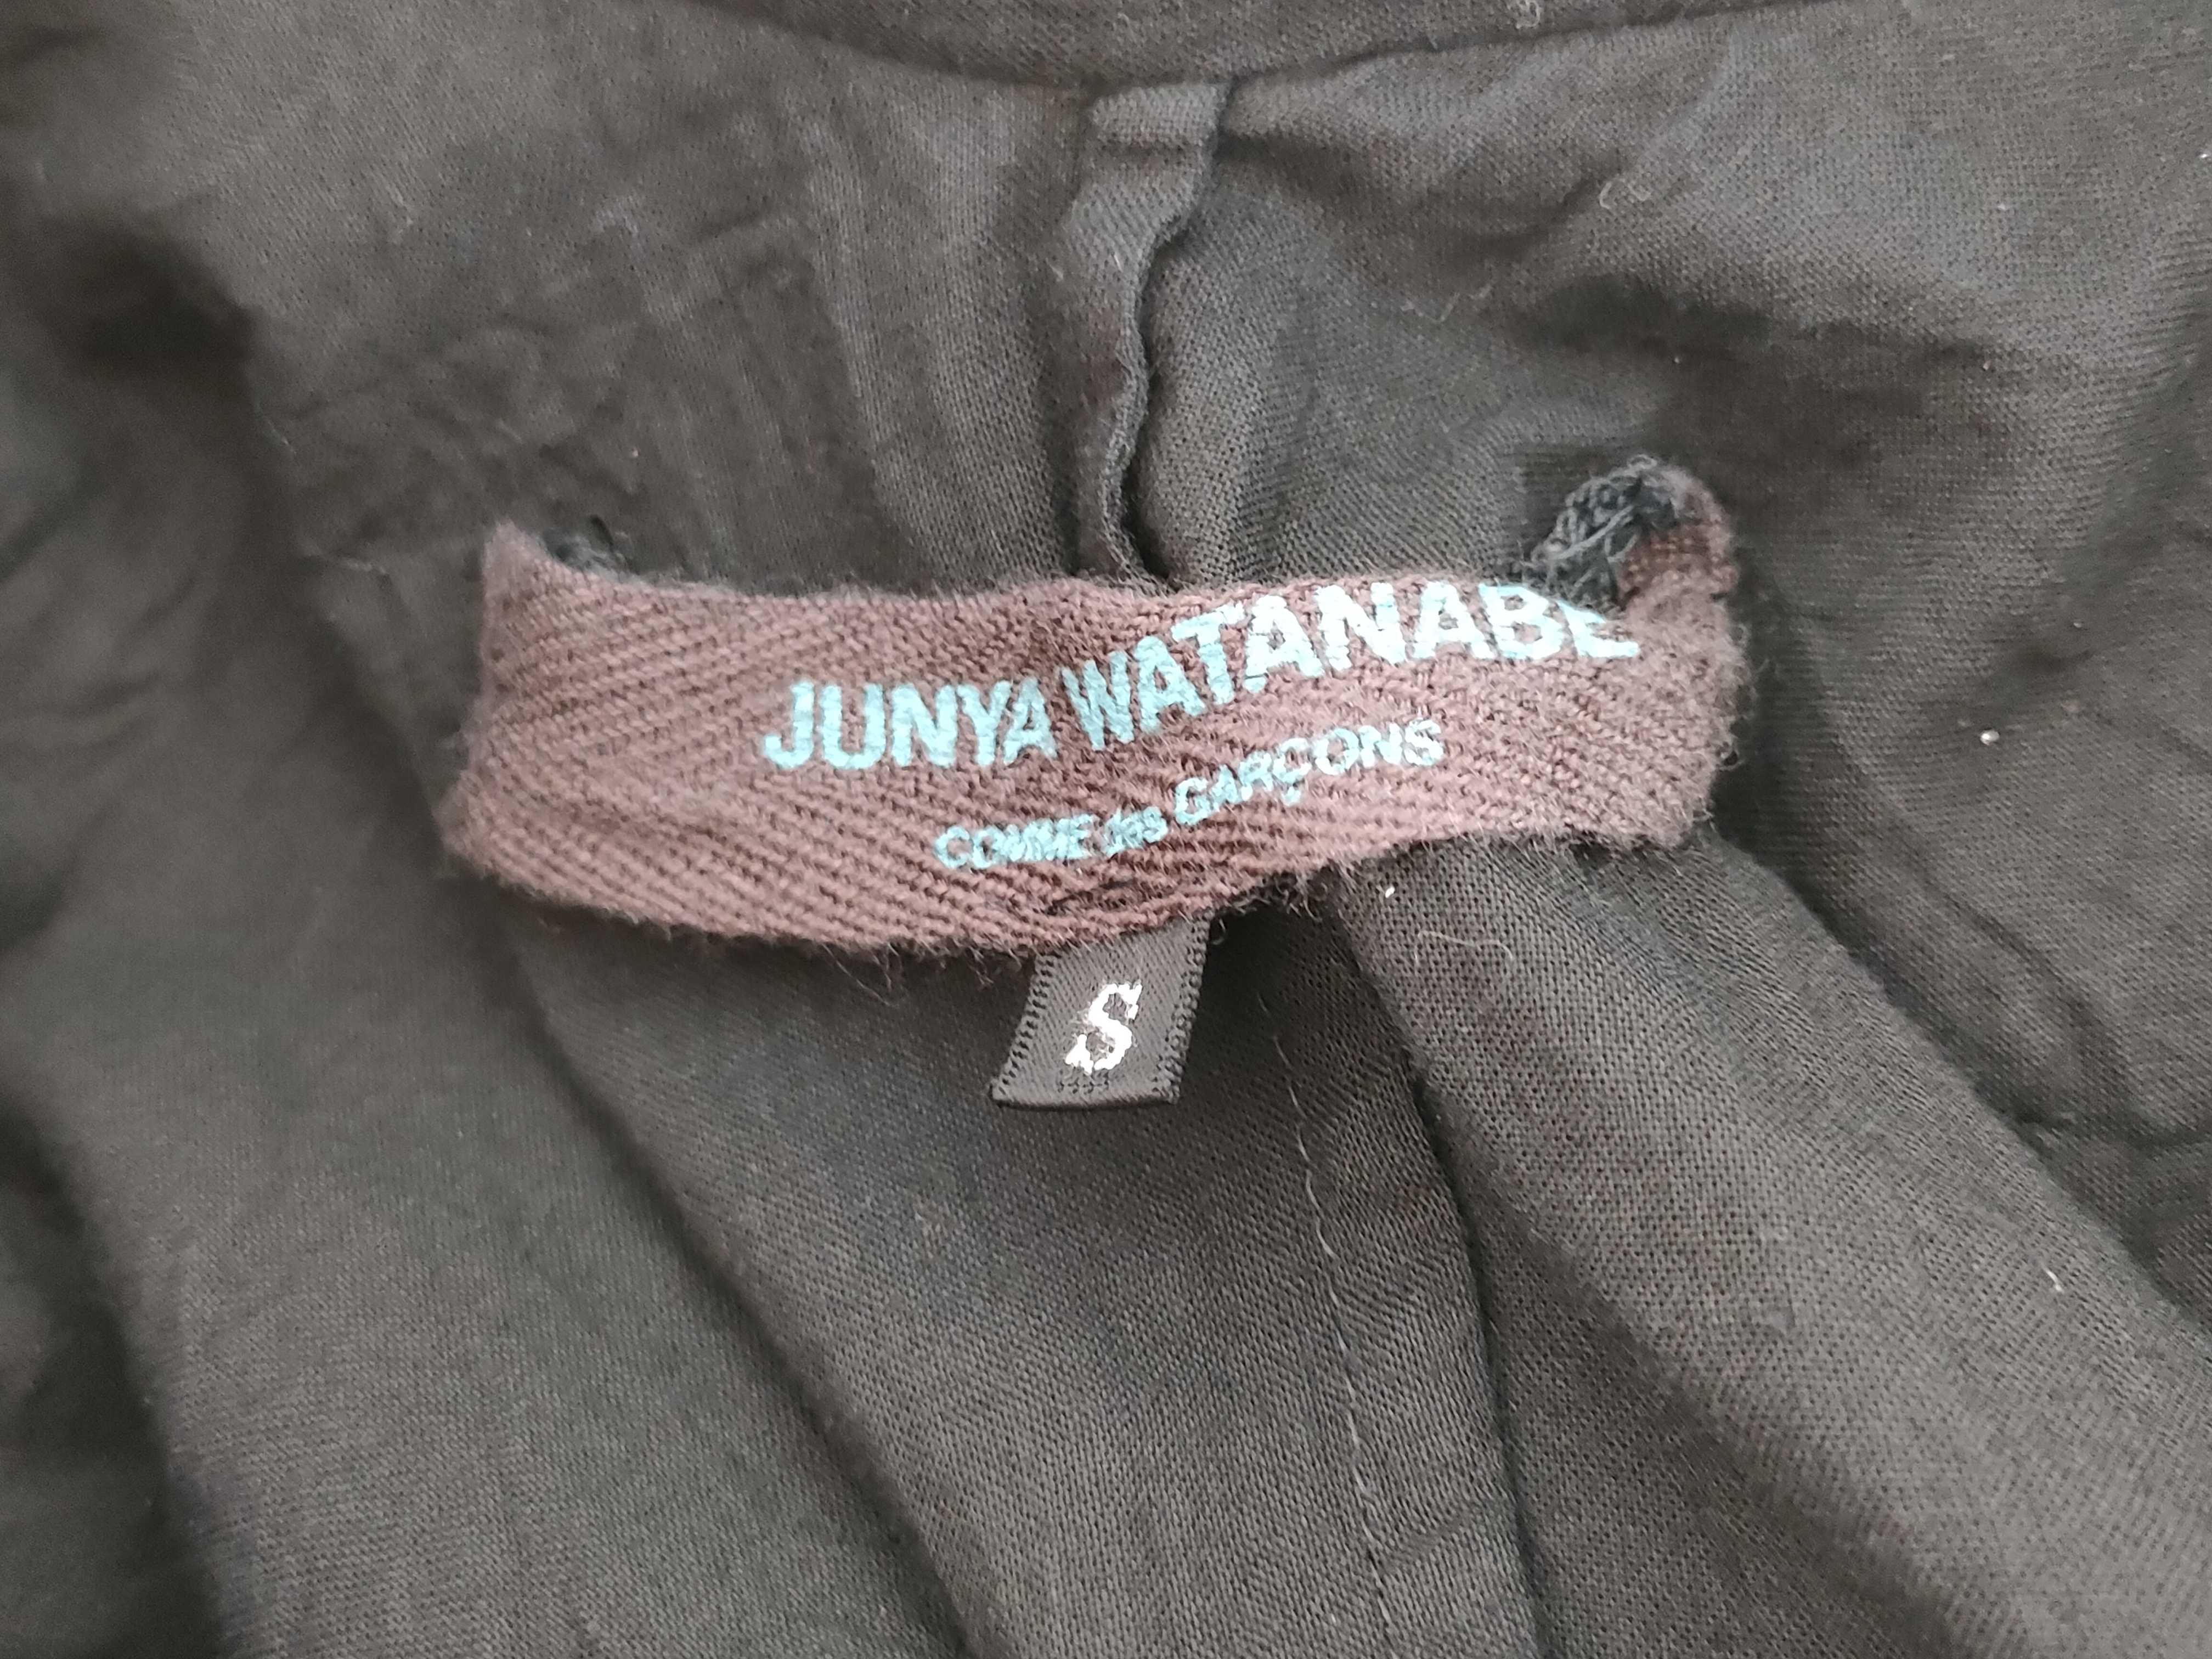 JUNYA WATANABE
COMME des GARÇONS
S